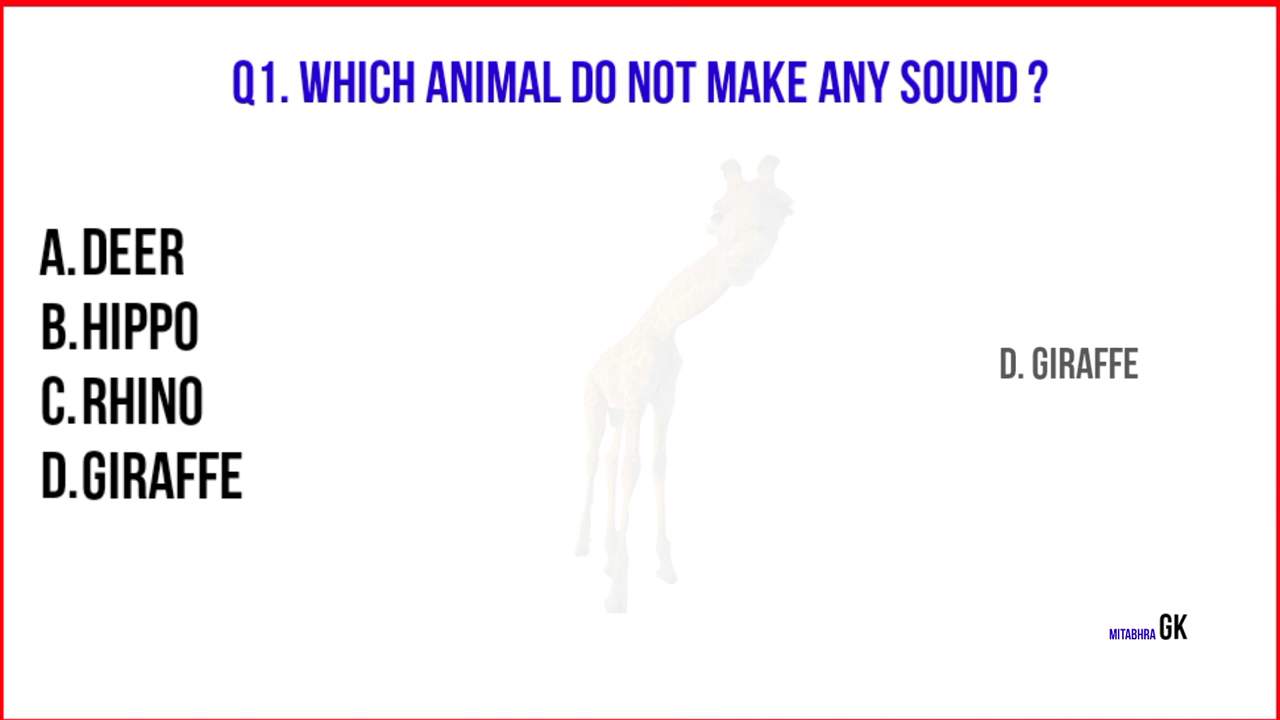 Q1. WHICH ANIMAL DO NOT MAKE ANY SOUND ?
A. DEER
B. HIPPO
C. RHINO
D. GIRAFFE
D. GIRAFFE
MITABHRA GK